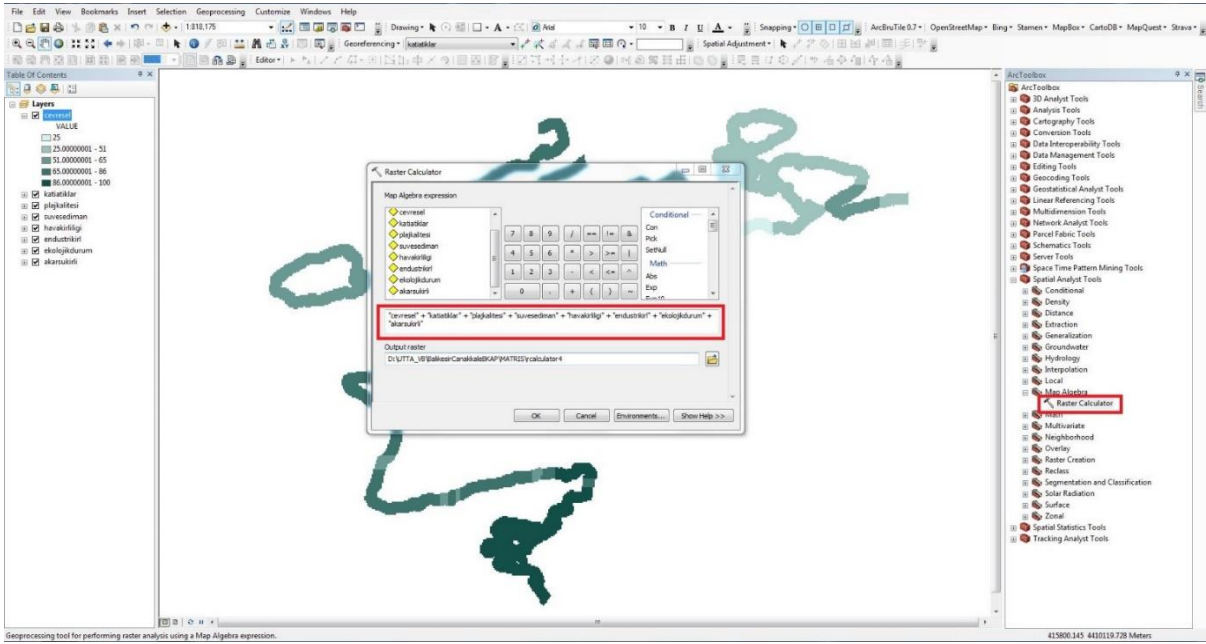 File Edit View Bookmarks Insert Selection Geoprocessing Customize Windows Help
1:818,175 Drawing A Arial 10 B I U A Snapping ArcBruTile 0.7 OpenStreetMap Bing Stamen MapBox CartoDB MapQuest Strava
Georeferencing katiatiklar Spatial Adjustment
Editor
Table Of Contents
Layers
cevresel
VALUE
25
25.00000001 - 51
51.00000001 - 65
65.00000001 - 86
86.00000001 - 100
katiatiklar
plajkalitesi
suvesediman
havakirliligi
endustrikirl
ekolojikdurum
akarsukirli
Raster Calculator
Map Algebra expression
cevresel
katiatiklar
plajkalitesi
suvesediman
havakirliligi
endustrikirl
ekolojikdurum
akarsukirli
7 8 9 / == != &
4 5 6 * > >= |
1 2 3 - < <= ^
0 . + ( ) ~
Conditional
Con
Pick
SetNull
Math
Abs
Exp
Exp10
"cevresel" + "katiatiklar" + "plajkalitesi" + "suvesediman" + "havakirliligi" + "endustrikirl" + "ekolojikdurum" +
"akarsukirli"
Output raster
D:\UTTA_VB\BalikesirCanakkaleBKAP\MATRIS\rcalculator4
OK Cancel Environments... Show Help >>
ArcToolbox
ArcToolbox
3D Analyst Tools
Analysis Tools
Cartography Tools
Conversion Tools
Data Interoperability Tools
Data Management Tools
Editing Tools
Geocoding Tools
Geostatistical Analyst Tools
Linear Referencing Tools
Multidimension Tools
Network Analyst Tools
Parcel Fabric Tools
Schematics Tools
Server Tools
Space Time Pattern Mining Tools
Spatial Analyst Tools
Conditional
Density
Distance
Extraction
Generalization
Groundwater
Hydrology
Interpolation
Local
Map Algebra
Raster Calculator
Math
Multivariate
Neighborhood
Overlay
Raster Creation
Reclass
Segmentation and Classification
Solar Radiation
Surface
Zonal
Spatial Statistics Tools
Tracking Analyst Tools
Search
Geoprocessing tool for performing raster analysis using a Map Algebra expression.
415800.145 4410119.728 Meters